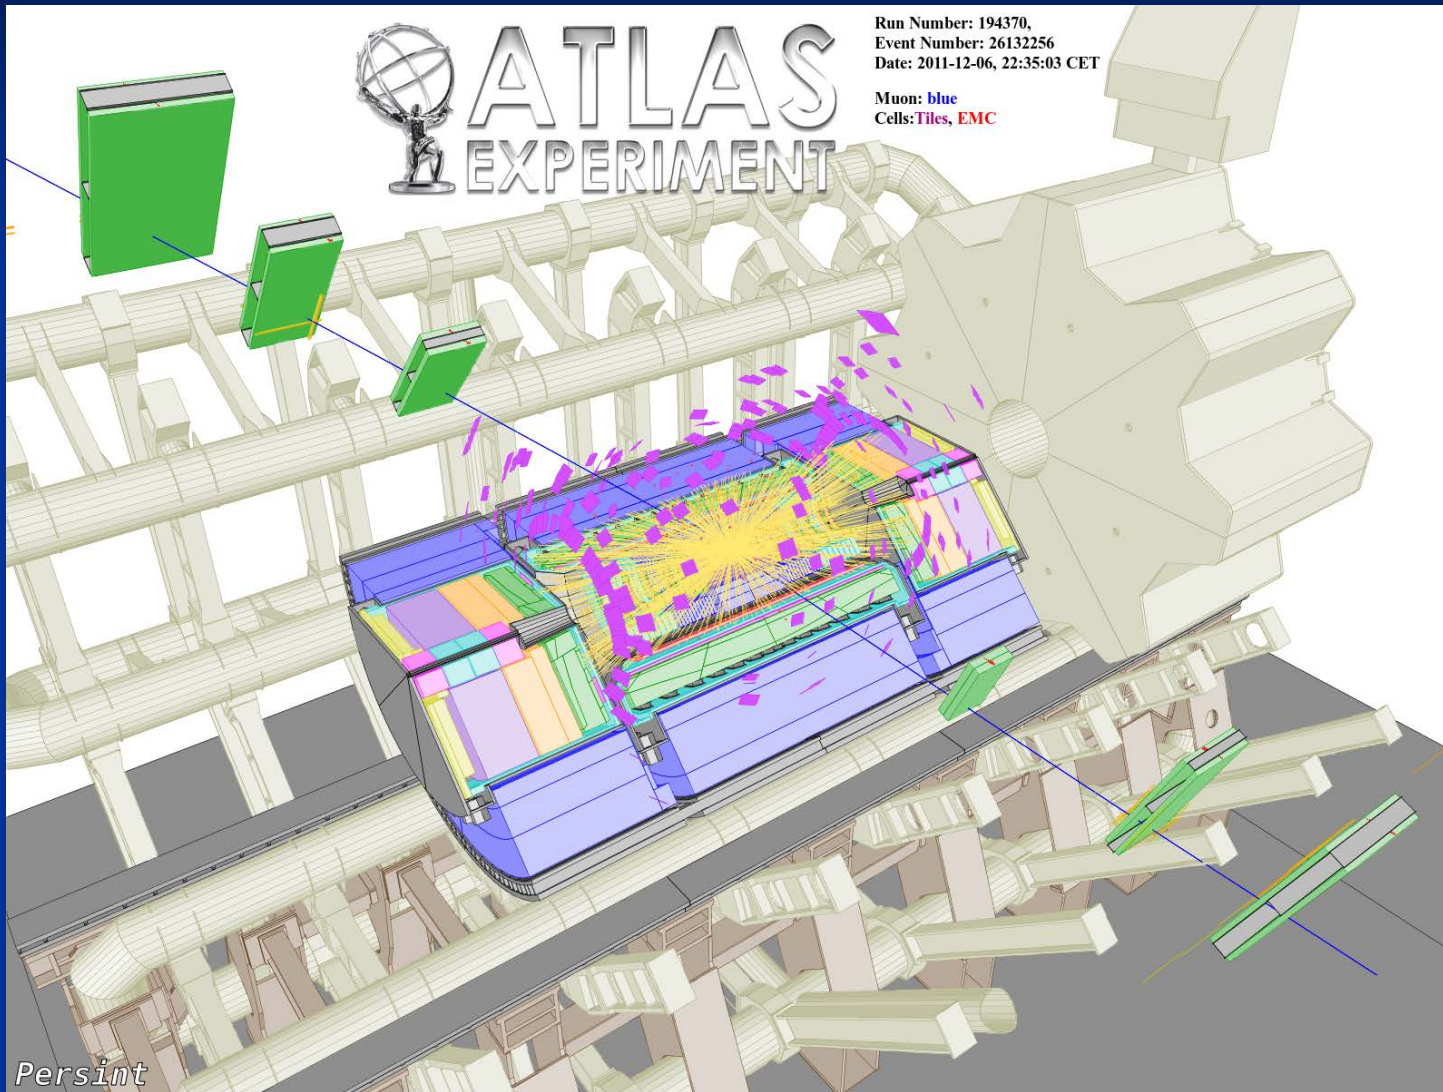 ATLAS
EXPERIMENT
Run Number: 194370,
Event Number: 26132256
Date: 2011-12-06, 22:35:03 CET
Muon: blue
Cells:Tiles, EMC
Persint